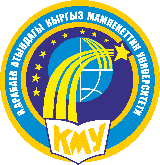 И.АРАБАЕВ АТЫНДАГЫ КЫРГЫЗ МАМЛЕКЕТТИК УНИВЕРСИТЕТИ
КМУ